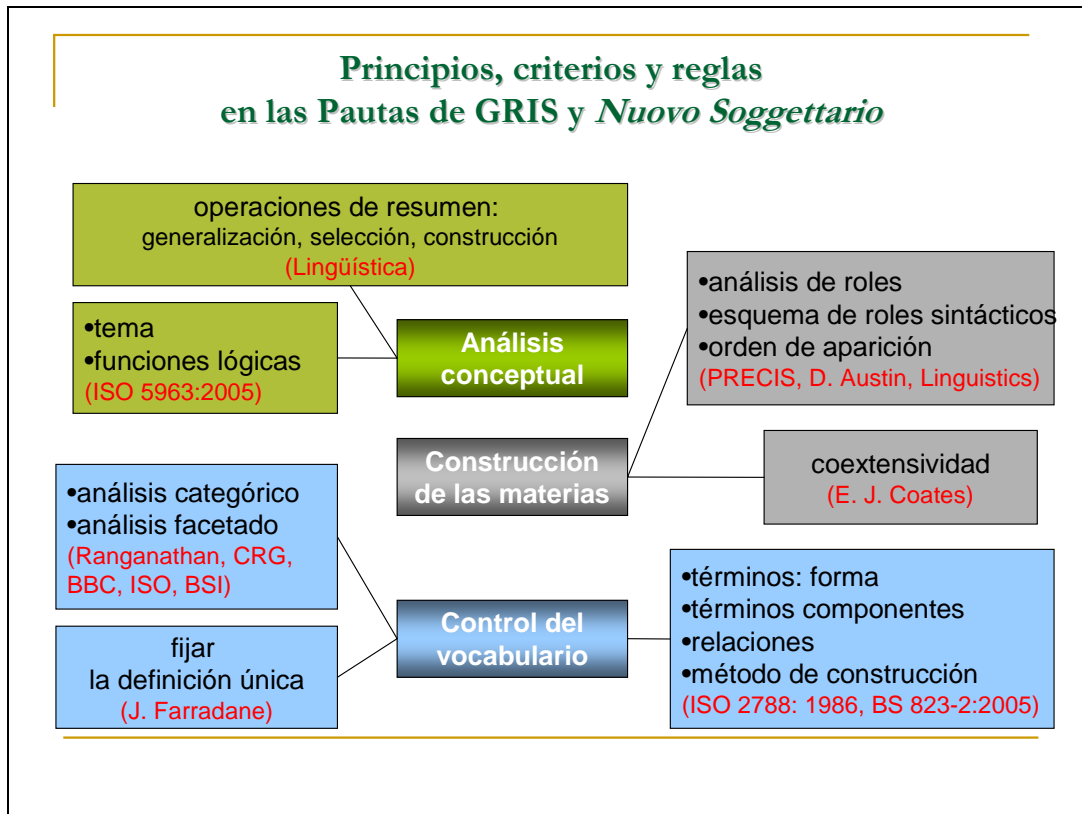 Principios, criterios y reglas
en las Pautas de GRIS y Nuovo Soggettario
operaciones de resumen:
generalización, selección, construcción
(Lingüística)
•tema
•funciones lógicas
(ISO 5963:2005)
Análisis
conceptual
•análisis de roles
•esquema de roles sintácticos
•orden de aparición
(PRECIS, D. Austin, Linguistics)
Construcción
de las materias
coextensividad
(E. J. Coates)
•análisis categórico
•análisis facetado
(Ranganathan, CRG,
BBC, ISO, BSI)
fijar
la definición única
(J. Farradane)
Control del
vocabulario
•términos: forma
•términos componentes
•relaciones
•método de construcción
(ISO 2788: 1986, BS 823-2:2005)